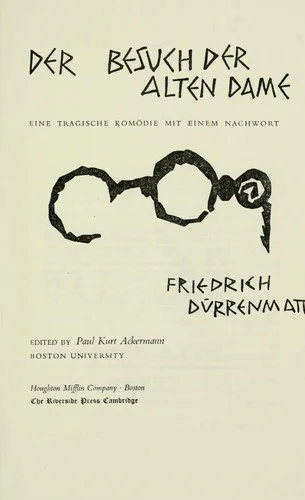 DER BESUCH DER
ALTEN DAME
EINE TRAGISCHE KOMÖDIE MIT EINEM NACHWORT
FRIEDRICH
DÜRRENMATT
EDITED BY Paul Kurt Ackermann
BOSTON UNIVERSITY
Houghton Mifflin Company · Boston
The Riverside Press Cambridge